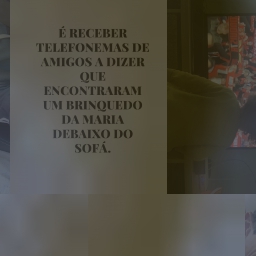 É RECEBER
TELEFONEMAS DE
AMIGOS A DIZER
QUE
ENCONTRARAM
UM BRINQUEDO
DA MARIA
DEBAIXO DO
SOFÁ.